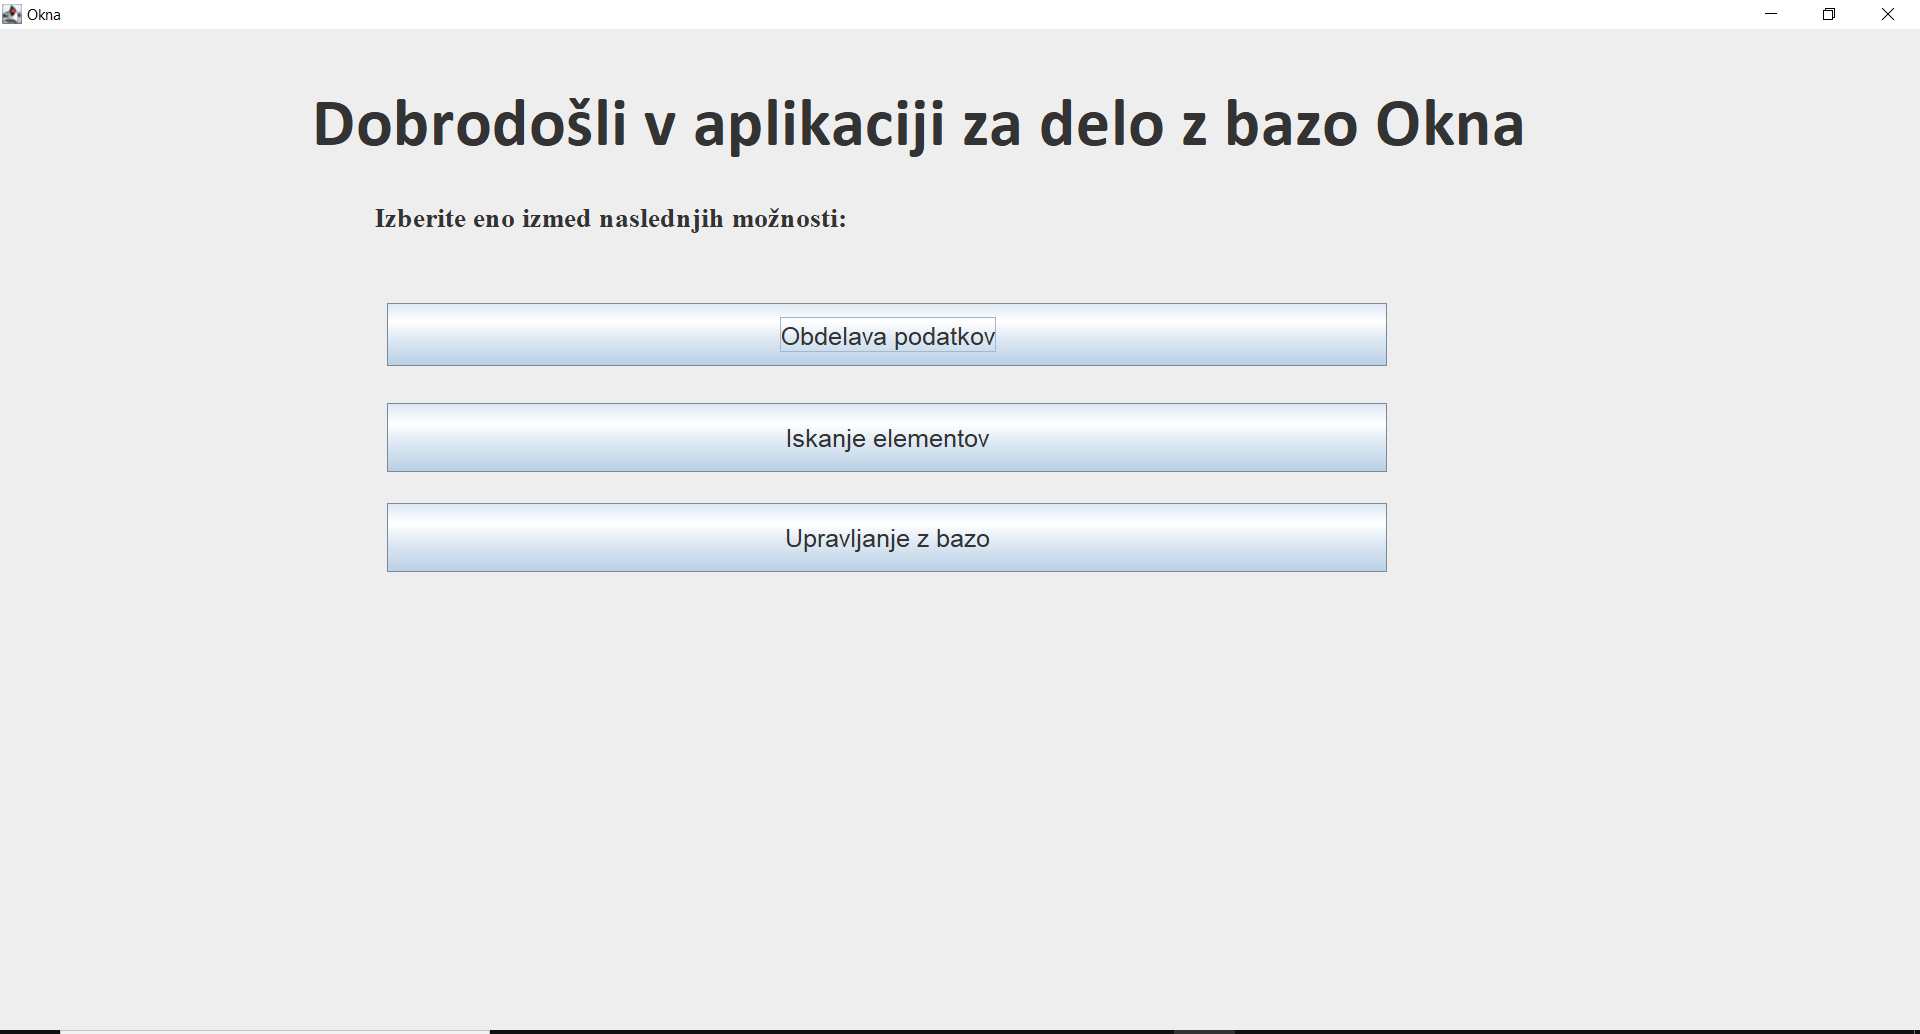 Okna
Dobrodošli v aplikaciji za delo z bazo Okna
Izberite eno izmed naslednjih možnosti:
Obdelava podatkov
Iskanje elementov
Upravljanje z bazo